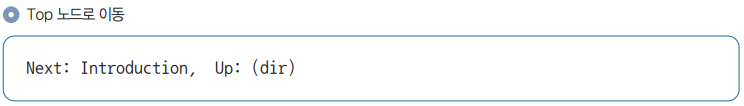 Top 노드로 이동
Next: Introduction,  Up: (dir)